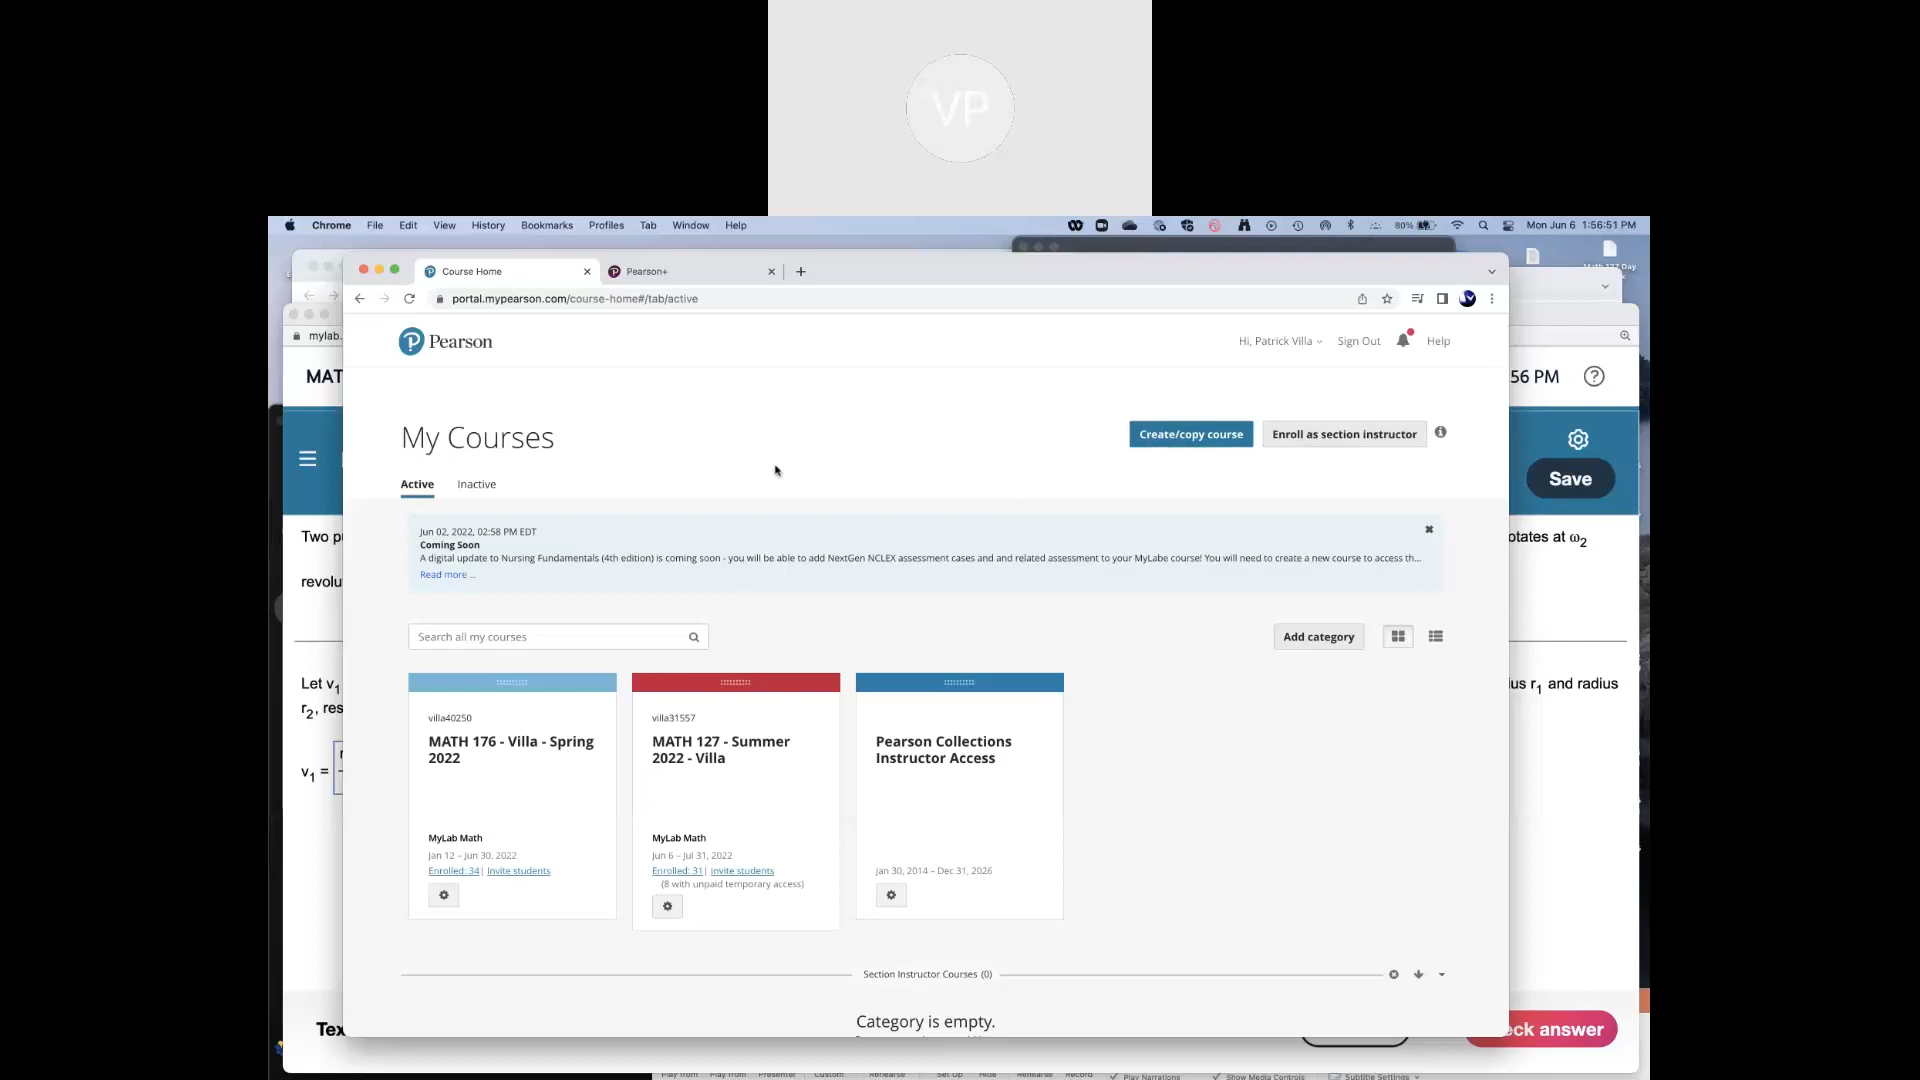 VP
Chrome File Edit View History Bookmarks Profiles Tab Window Help
80% Mon Jun 6 1:56:51 PM
Course Home
Pearson+
portal.mypearson.com/course-home#/tab/active
mylab.
Pearson
Hi, Patrick Villa Sign Out Help
MAT
56 PM
My Courses
Create/copy course
Enroll as section instructor
Save
Active Inactive
Jun 02, 2022, 02:58 PM EDT
Coming Soon
A digital update to Nursing Fundamentals (4th edition) is coming soon - you will be able to add NextGen NCLEX assessment cases and and related assessment to your MyLabe course! You will need to create a new course to access th...
Read more ...
Two p
otates at ω2
revolu
Search all my courses
Add category
Let v1
ius r1 and radius
r2, res
v1 =
villa40250
MATH 176 - Villa - Spring
2022
MyLab Math
Jan 12 – Jun 30, 2022
Enrolled: 34 | Invite students
villa31557
MATH 127 - Summer
2022 - Villa
MyLab Math
Jun 6 – Jul 31, 2022
Enrolled: 31 | Invite students
(8 with unpaid temporary access)
Pearson Collections
Instructor Access
Jan 30, 2014 – Dec 31, 2026
Section Instructor Courses (0)
Category is empty.
Tex
eck answer
Play Narrations
Show Media Controls
Subtitle Settings